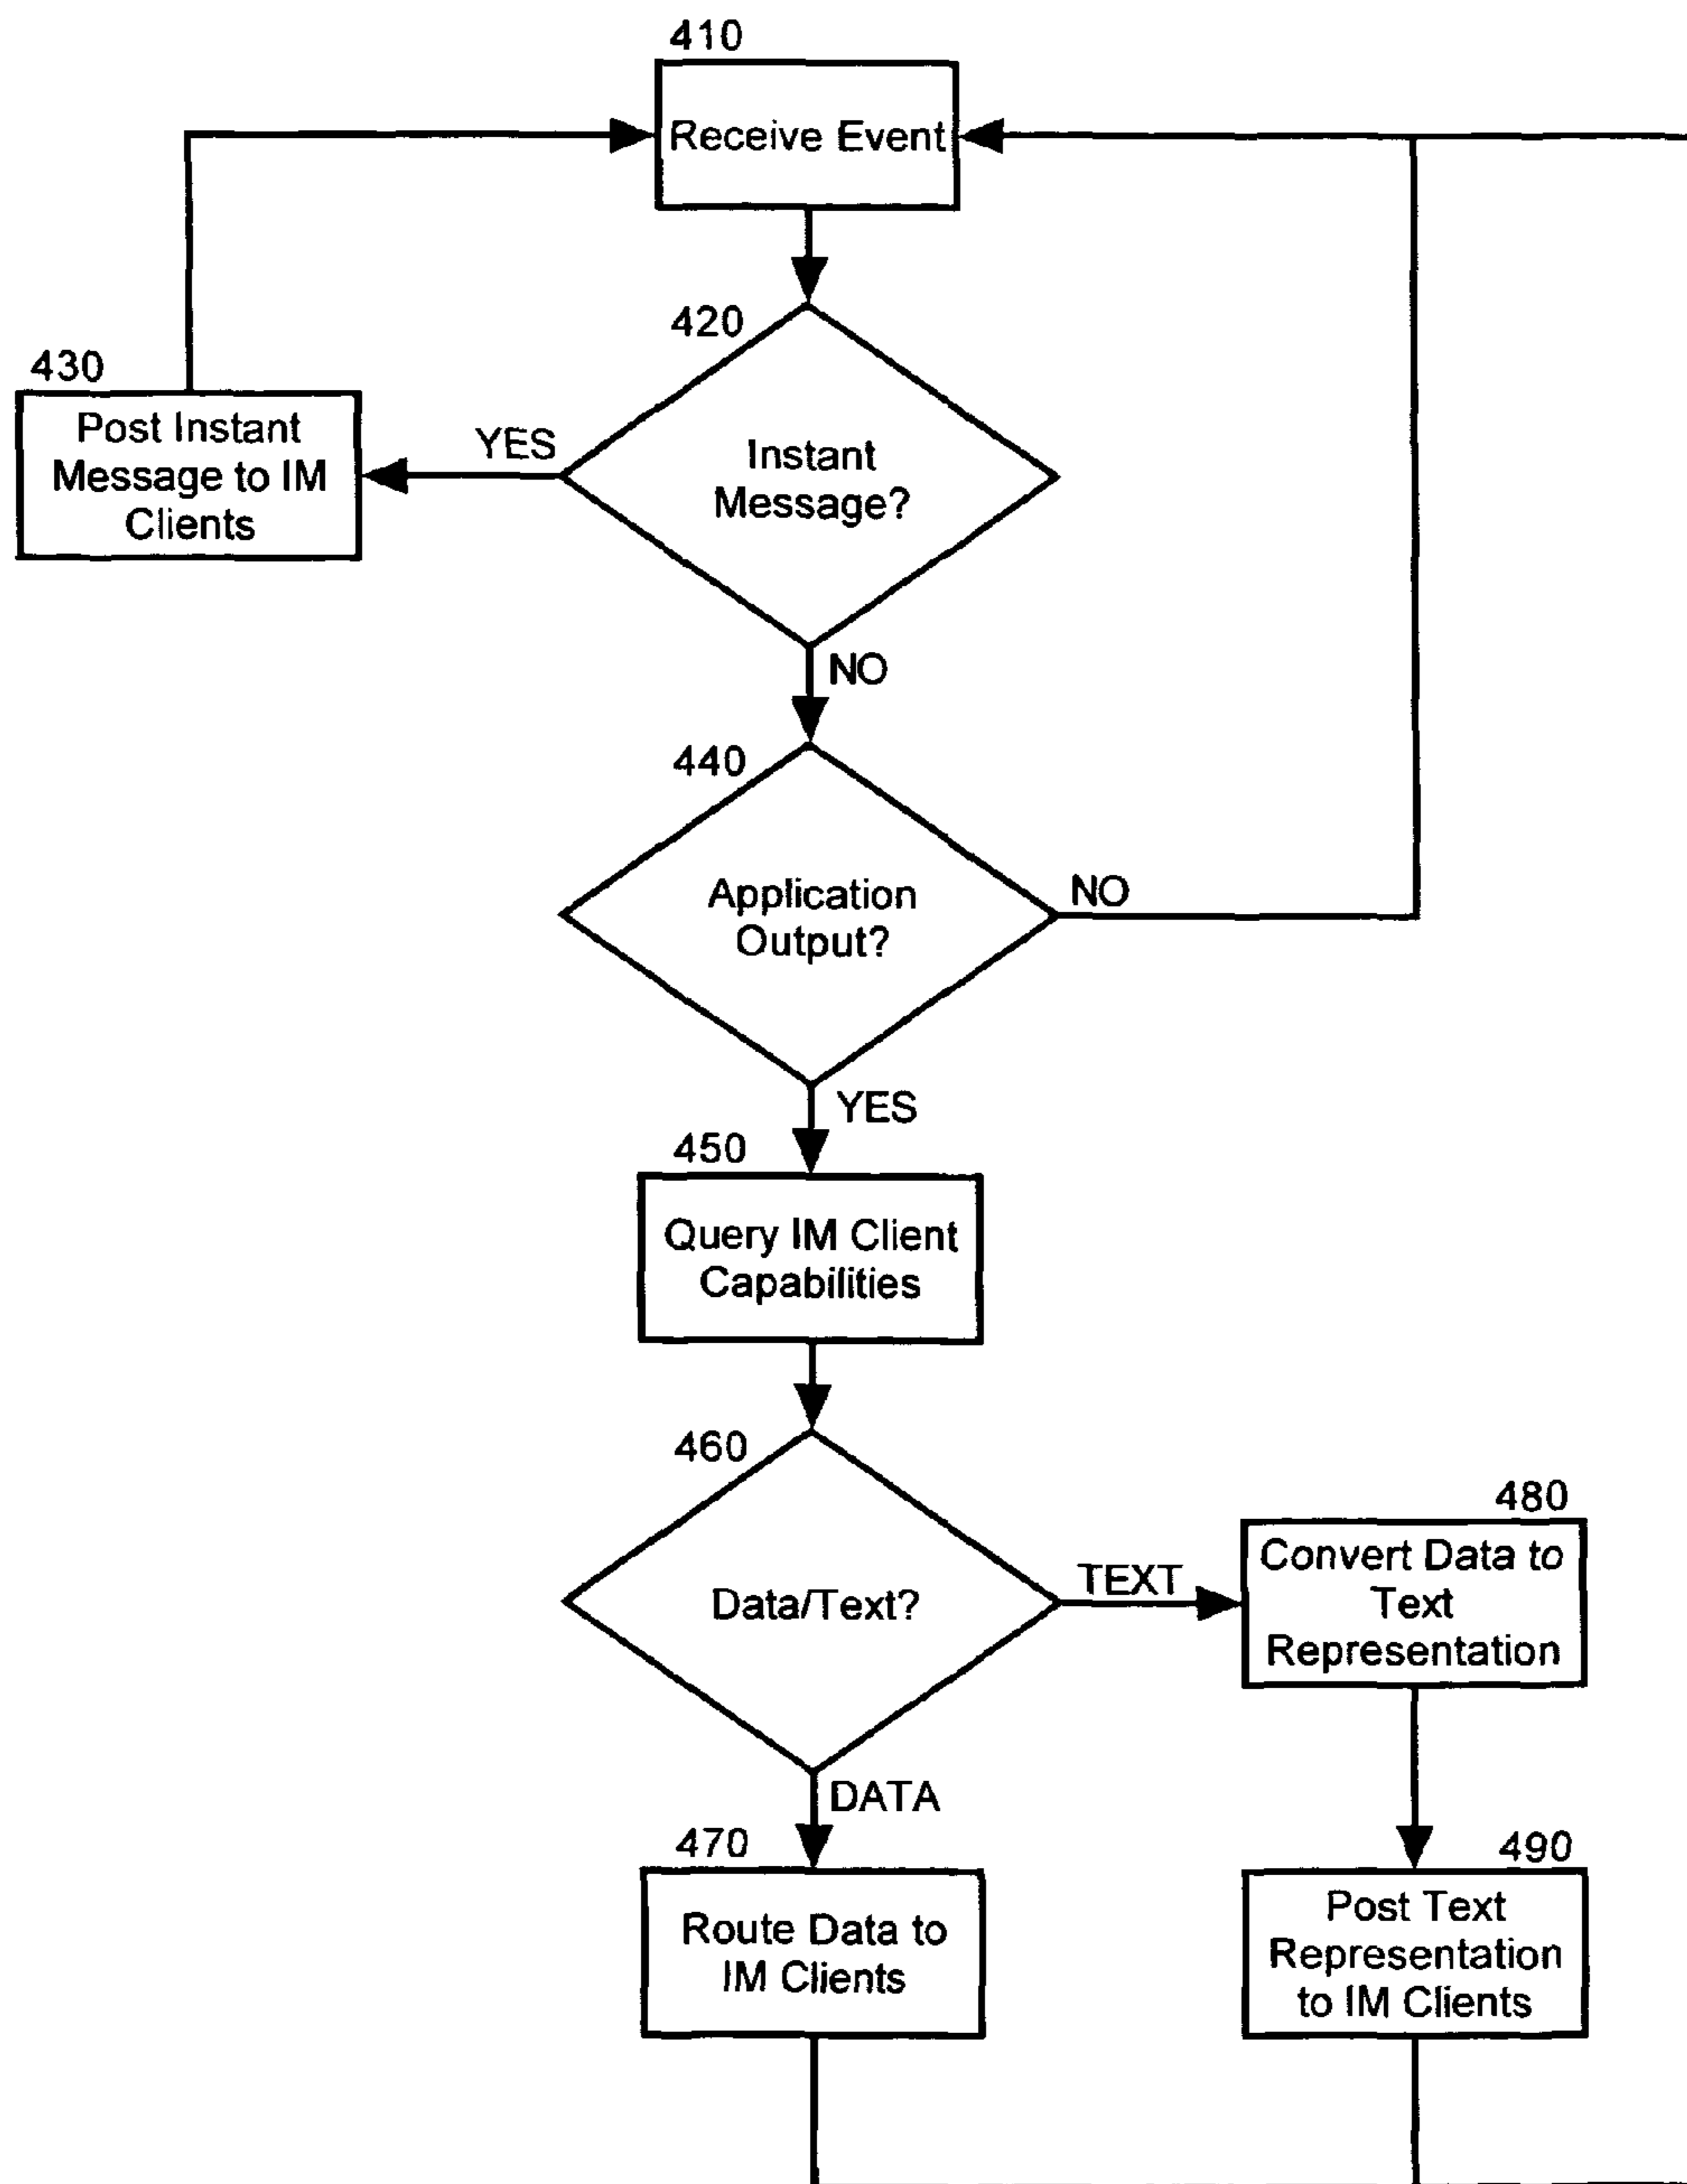 410
Receive Event
420
430
Post Instant
Message to IM
Clients
YES
Instant
Message?
NO
440
Application
Output?
NO
YES
450
Query IM Client
Capabilities
460
480
Data/Text?
TEXT
Convert Data to
Text
Representation
DATA
470
490
Route Data to
IM Clients
Post Text
Representation
to IM Clients